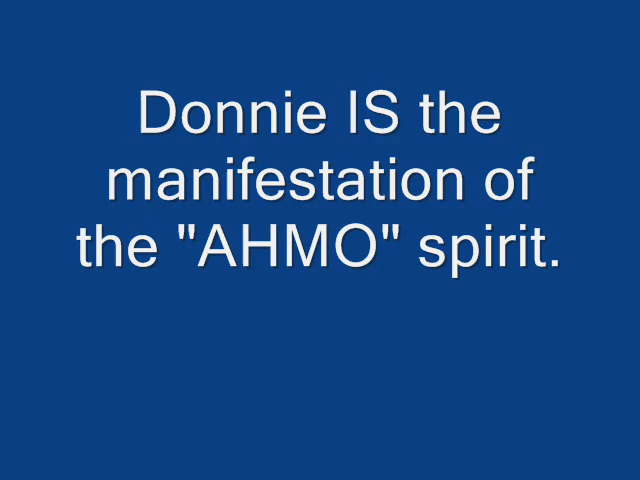 Donnie IS the
manifestation of
the "AHMO" spirit.